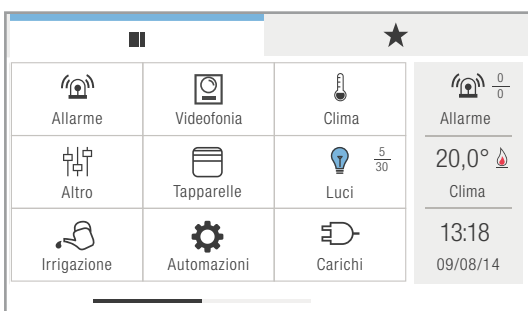 Allarme
Videofonia
Clima
0
0
Allarme
Altro
Tapparelle
5
30
Luci
20,0°
Clima
Irrigazione
Automazioni
Carichi
13:18
09/08/14